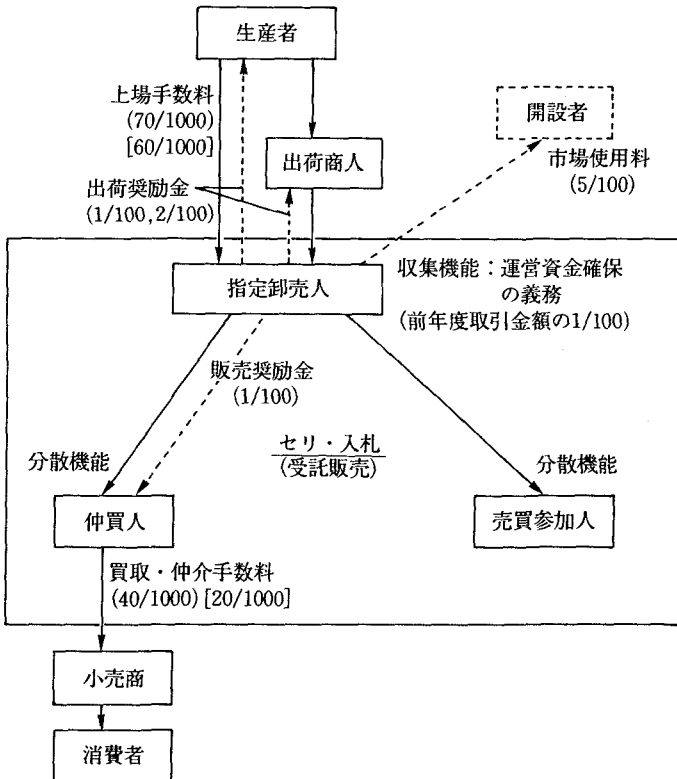 生産者
上場手数料
(70/1000)
[60/1000]
開設者
出荷商人
市場使用料
(5/100)
出荷奨励金
(1/100,2/100)
指定卸売人
収集機能：運営資金確保
の義務
(前年度取引金額の1/100)
販売奨励金
(1/100)
セリ・入札
(受託販売)
分散機能
分散機能
仲買人
売買参加人
買取・仲介手数料
(40/1000)[20/1000]
小売商
消費者